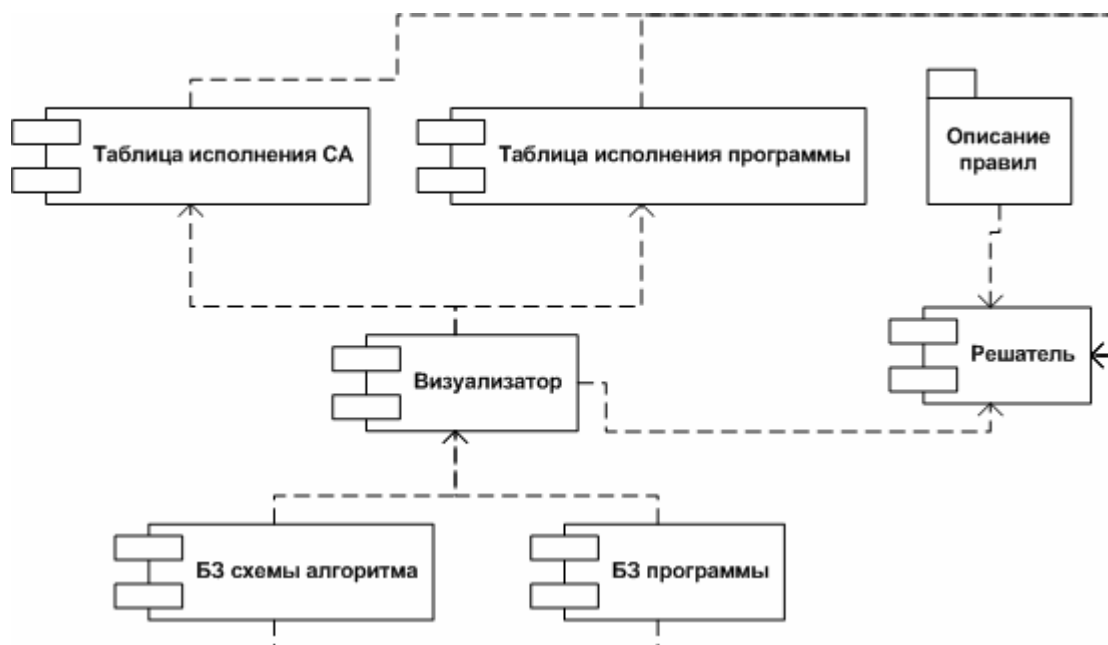 Таблица исполнения СА
Таблица исполнения программы
Описание
правил
Решатель
Визуализатор
БЗ схемы алгоритма
БЗ программы